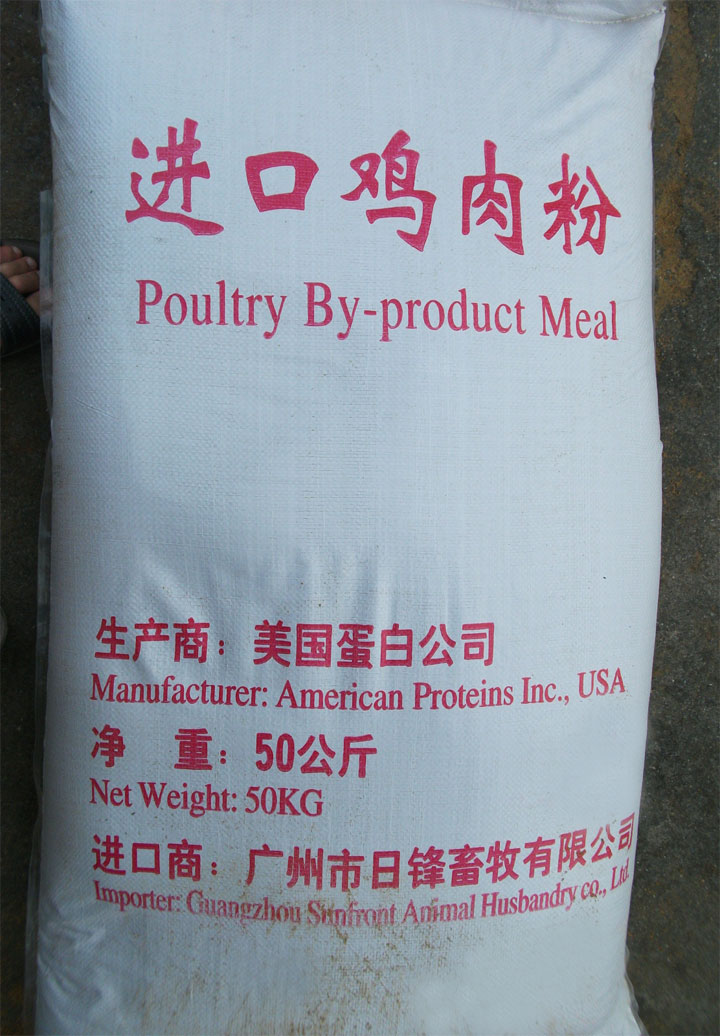 进口鸡肉粉
Poultry By-product Meal
生产商：美国蛋白公司
Manufacturer: American Proteins Inc., USA
净 重：50公斤
Net Weight: 50KG
进口商：广州市日锋畜牧有限公司
Importer: Guangzhou Sunfront Animal Husbandry co., Ltd.